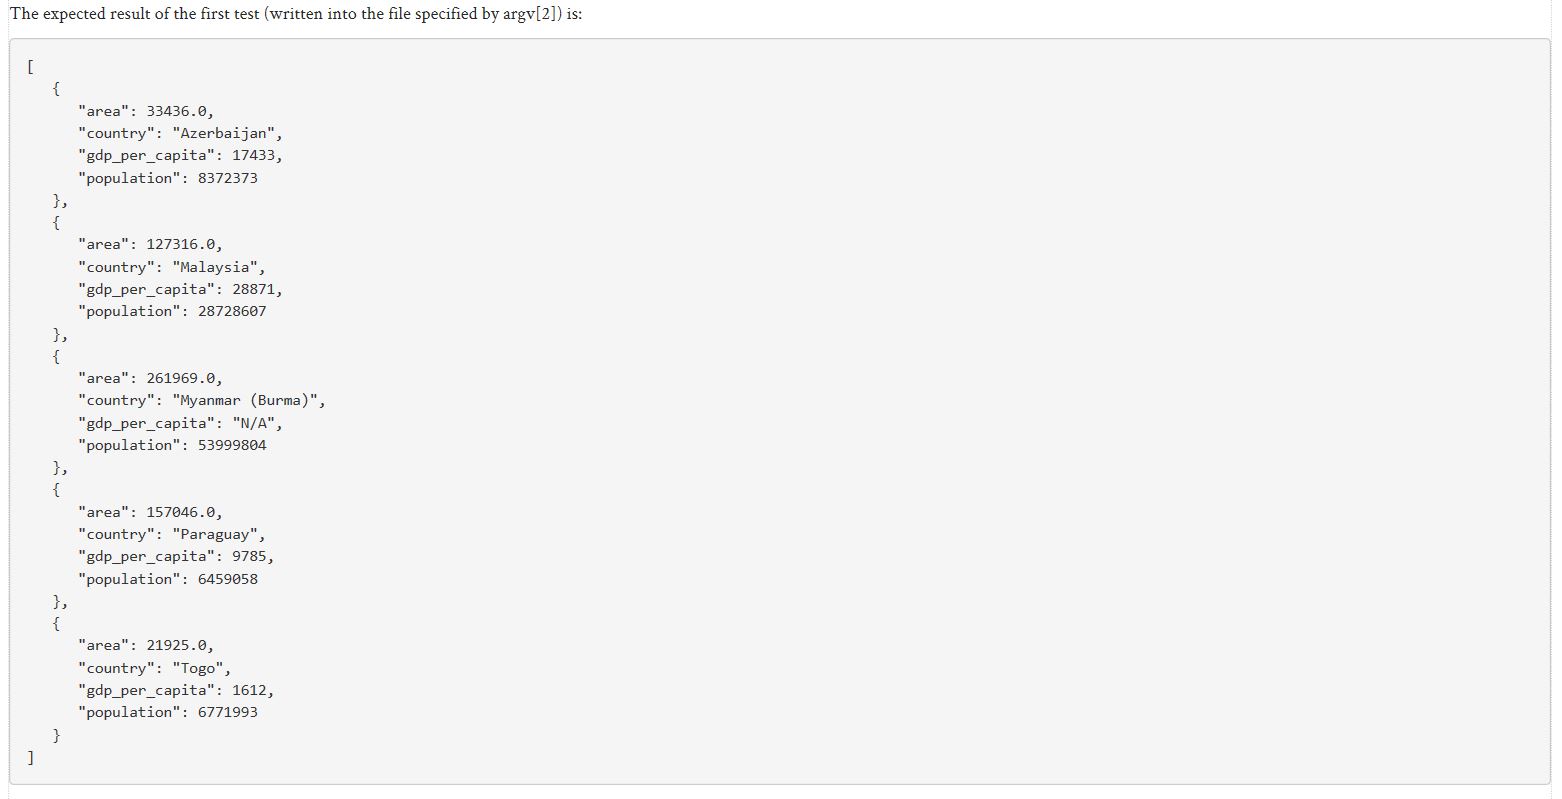 The expected result of the first test (written into the file specified by argv[2]) is:
[
   {
      "area": 33436.0,
      "country": "Azerbaijan",
      "gdp_per_capita": 17433,
      "population": 8372373
   },
   {
      "area": 127316.0,
      "country": "Malaysia",
      "gdp_per_capita": 28871,
      "population": 28728607
   },
   {
      "area": 261969.0,
      "country": "Myanmar (Burma)",
      "gdp_per_capita": "N/A",
      "population": 53999804
   },
   {
      "area": 157046.0,
      "country": "Paraguay",
      "gdp_per_capita": 9785,
      "population": 6459058
   },
   {
      "area": 21925.0,
      "country": "Togo",
      "gdp_per_capita": 1612,
      "population": 6771993
   }
]